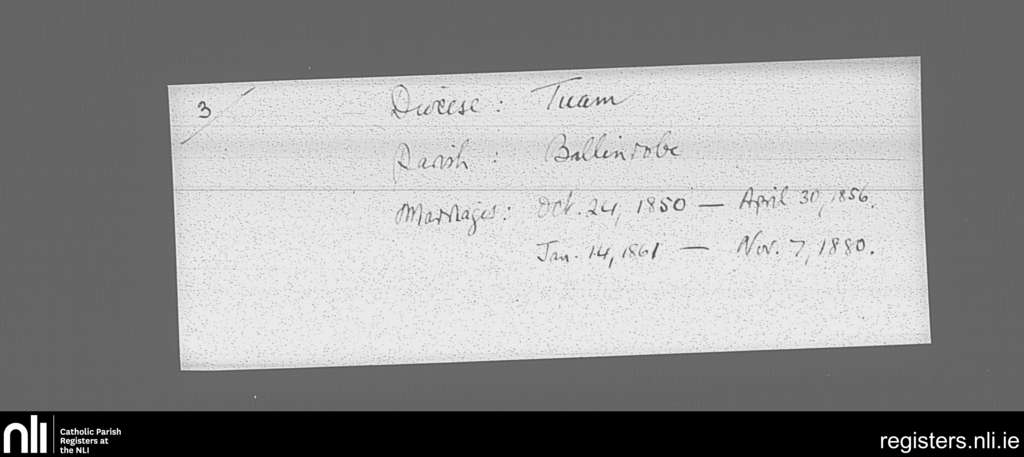 3/
Diocese: Tuam
Parish: Ballinrobe
Marriages: Oct. 24, 1850 — April 30, 1856.
Jan. 14, 1861 — Nov. 7, 1880.
nli
Catholic Parish
Registers at
the NLI
registers.nli.ie